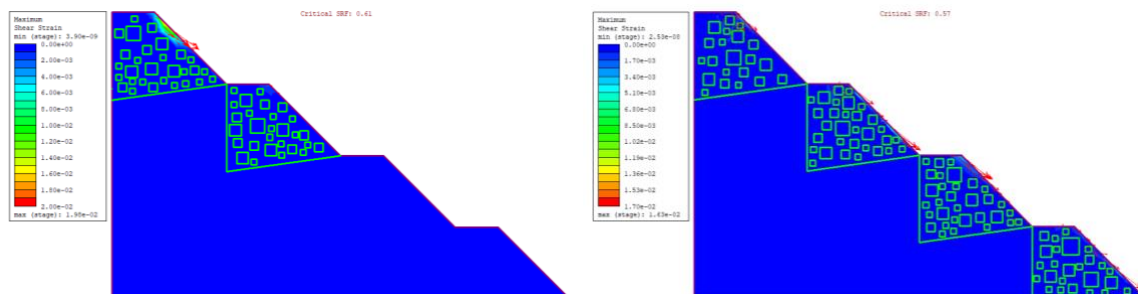 Critical SRF: 0.61
Maximum
Shear Strain
min (stage): 3.90e-09
0.00e+00
2.00e-03
4.00e-03
6.00e-03
8.00e-03
1.00e-02
1.20e-02
1.40e-02
1.60e-02
1.80e-02
2.00e-02
max (stage): 1.98e-02
Critical SRF: 0.57
Maximum
Shear Strain
min (stage): 2.53e-08
0.00e+00
1.70e-03
3.40e-03
5.10e-03
6.80e-03
8.50e-03
1.02e-02
1.19e-02
1.36e-02
1.53e-02
1.70e-02
max (stage): 1.63e-02